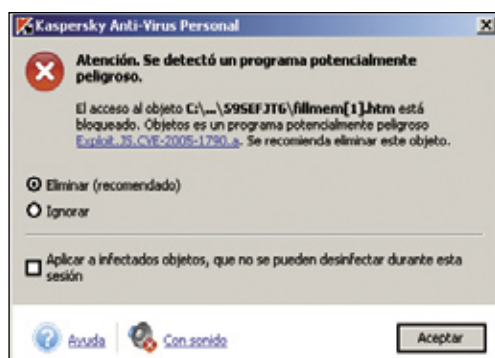 Kaspersky Anti-Virus Personal
Atención. Se detectó un programa potencialmente
peligroso.
El acceso al objeto C:\...\S9SEFJT6\fillmem[1].htm está
bloqueado. Objetos es un programa potencialmente peligroso
Exploit.JS.CVE-2005-1790.a. Se recomienda eliminar este objeto.
Eliminar (recomendado)
Ignorar
Aplicar a infectados objetos, que no se pueden desinfectar durante esta
sesión
Ayuda
Con sonido
Aceptar